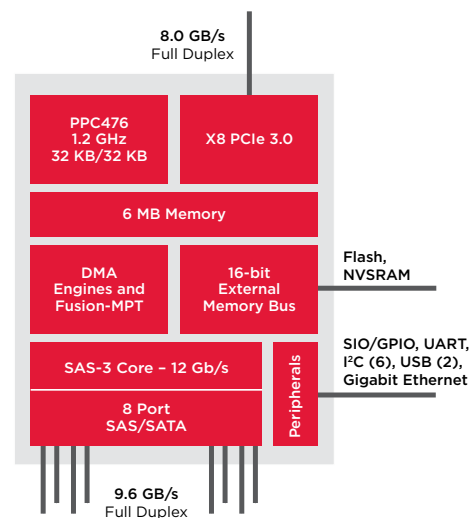 8.0 GB/s
Full Duplex
PPC476
1.2 GHz
32 KB/32 KB
X8 PCIe 3.0
6 MB Memory
DMA
Engines and
Fusion-MPT
16-bit
External
Memory Bus
Flash,
NVSRAM
SAS-3 Core – 12 Gb/s
8 Port
SAS/SATA
Peripherals
SIO/GPIO, UART,
I²C (6), USB (2),
Gigabit Ethernet
9.6 GB/s
Full Duplex